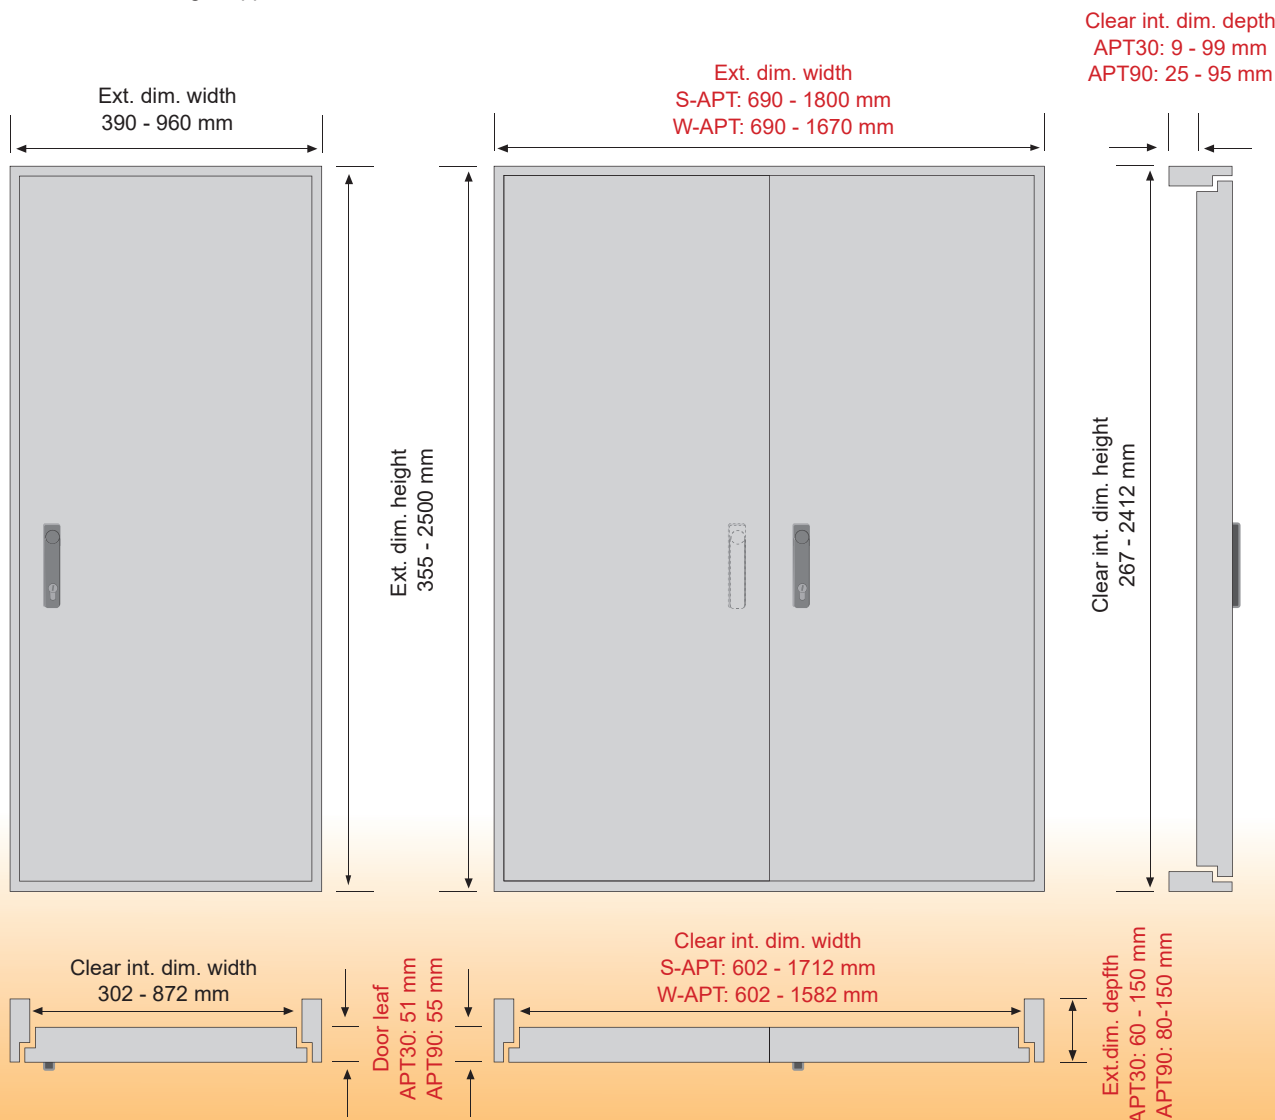 Clear int. dim. depth
APT30: 9 - 99 mm
APT90: 25 - 95 mm
Ext. dim. width
S-APT: 690 - 1800 mm
W-APT: 690 - 1670 mm
Ext. dim. width
390 - 960 mm
Ext. dim. height
355 - 2500 mm
Clear int. dim. height
267 - 2412 mm
Clear int. dim. width
302 - 872 mm
Door leaf
APT30: 51 mm
APT90: 55 mm
Clear int. dim. width
S-APT: 602 - 1712 mm
W-APT: 602 - 1582 mm
Ext.dim. depfth
APT30: 60 - 150 mm
APT90: 80-150 mm